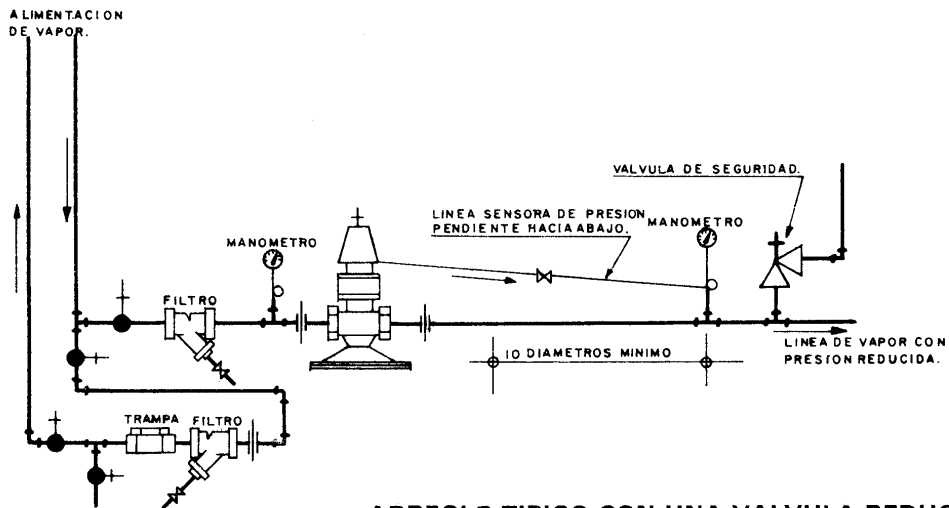 ALIMENTACION
DE VAPOR.
VALVULA DE SEGURIDAD.
LINEA SENSORA DE PRESION
PENDIENTE HACIA ABAJO.
MANOMETRO
MANOMETRO
FILTRO
10 DIAMETROS MINIMO
LINEA DE VAPOR CON
PRESION REDUCIDA.
TRAMPA
FILTRO